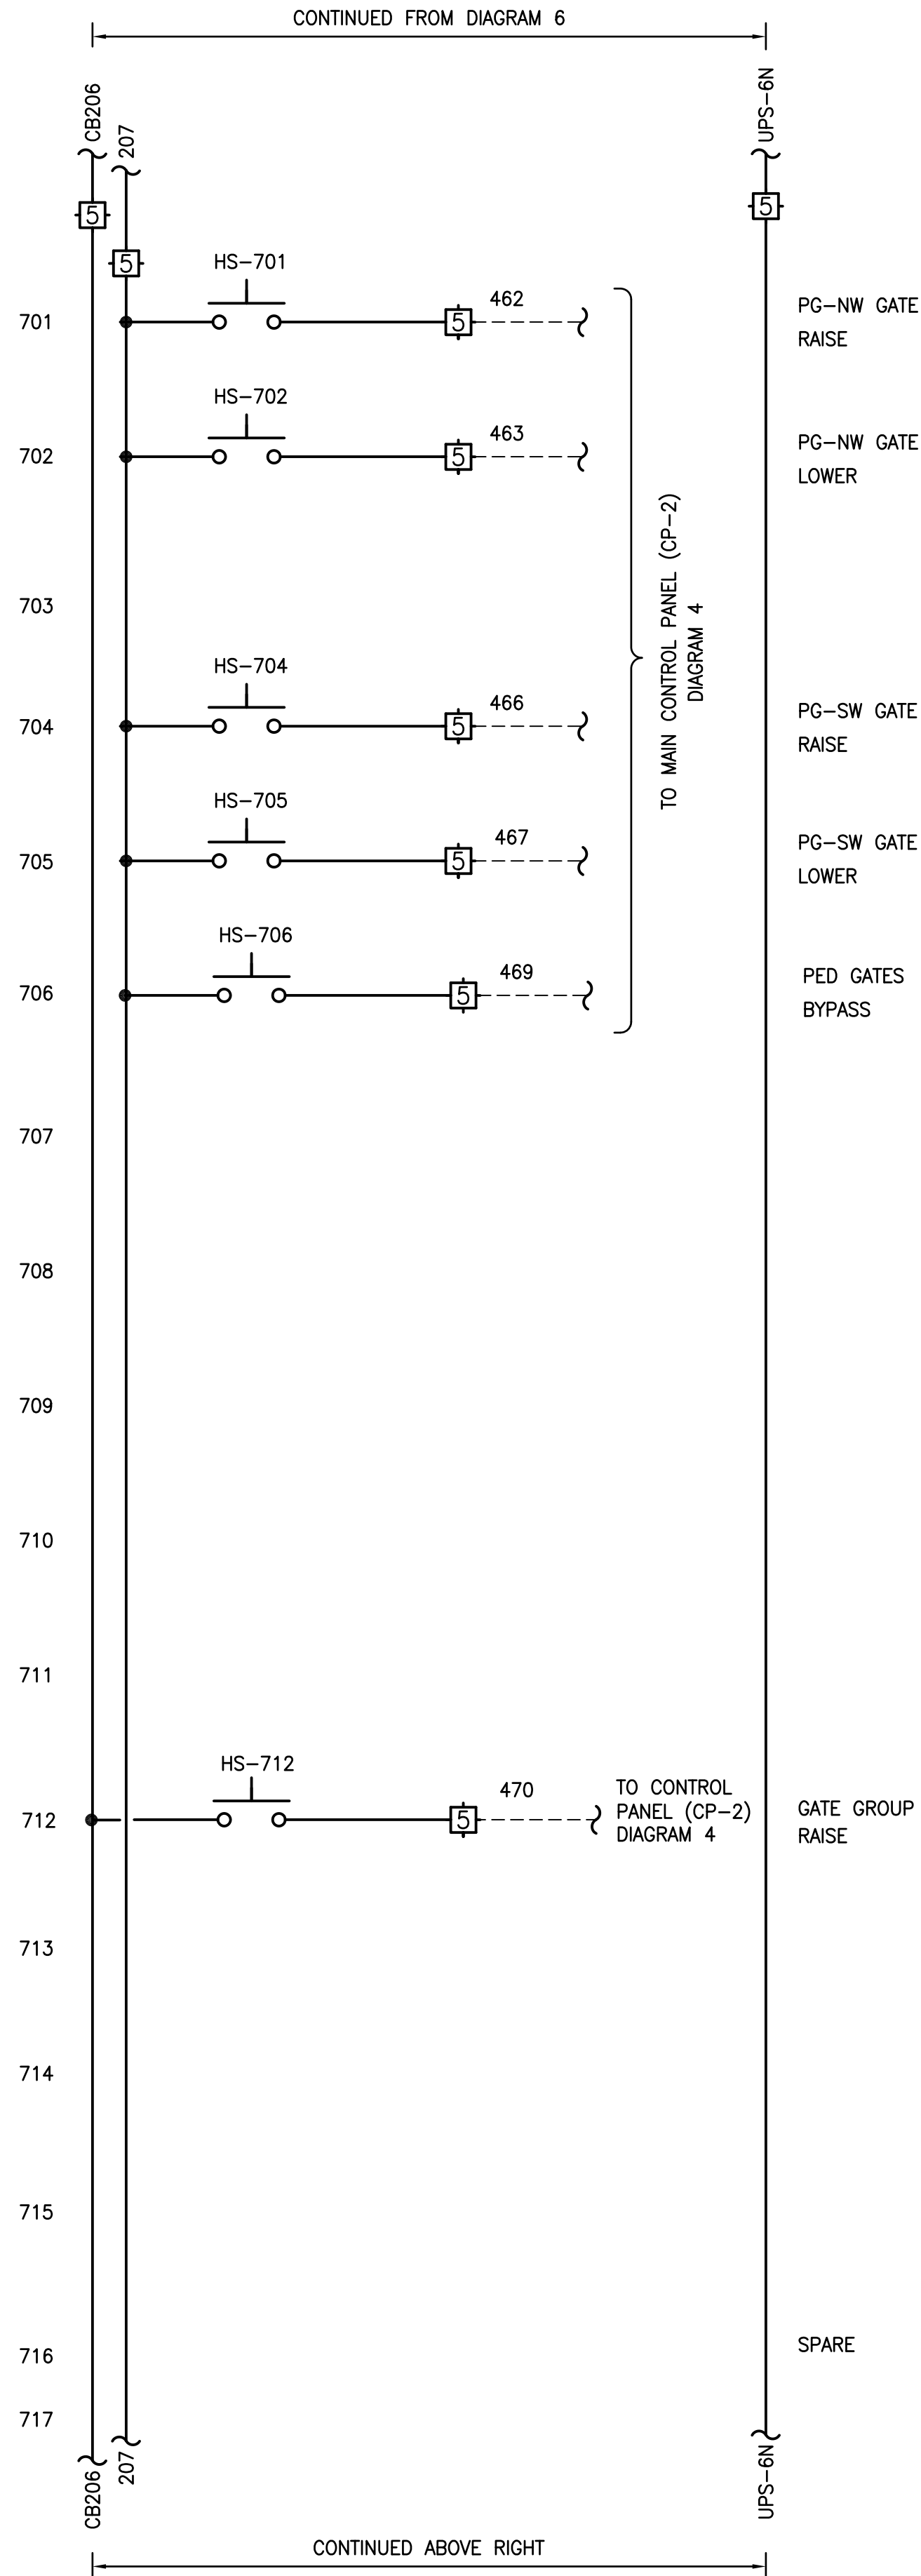 CONTINUED FROM DIAGRAM 6
CB206
207
UPS-6N
5
5
5
HS-701
701
5
462
PG-NW GATE
RAISE
HS-702
702
5
463
PG-NW GATE
LOWER
TO MAIN CONTROL PANEL (CP-2)
DIAGRAM 4
703
HS-704
704
5
466
PG-SW GATE
RAISE
HS-705
705
5
467
PG-SW GATE
LOWER
HS-706
706
5
469
PED GATES
BYPASS
707
708
709
710
711
HS-712
712
5
470
TO CONTROL
PANEL (CP-2)
DIAGRAM 4
GATE GROUP
RAISE
713
714
715
716
SPARE
717
CB206
207
UPS-6N
CONTINUED ABOVE RIGHT